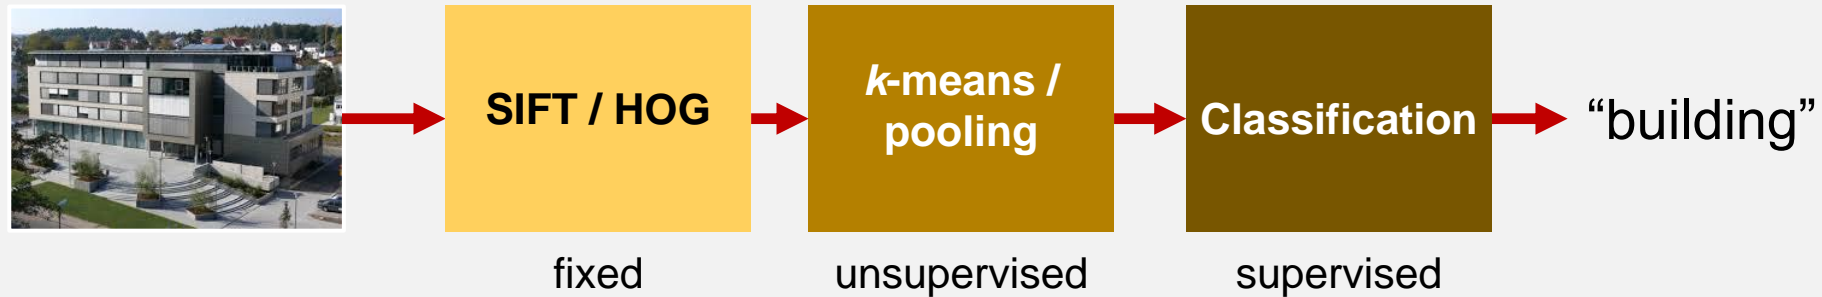 SIFT / HOG
k-means /
pooling
Classification
“building”
fixed
unsupervised
supervised